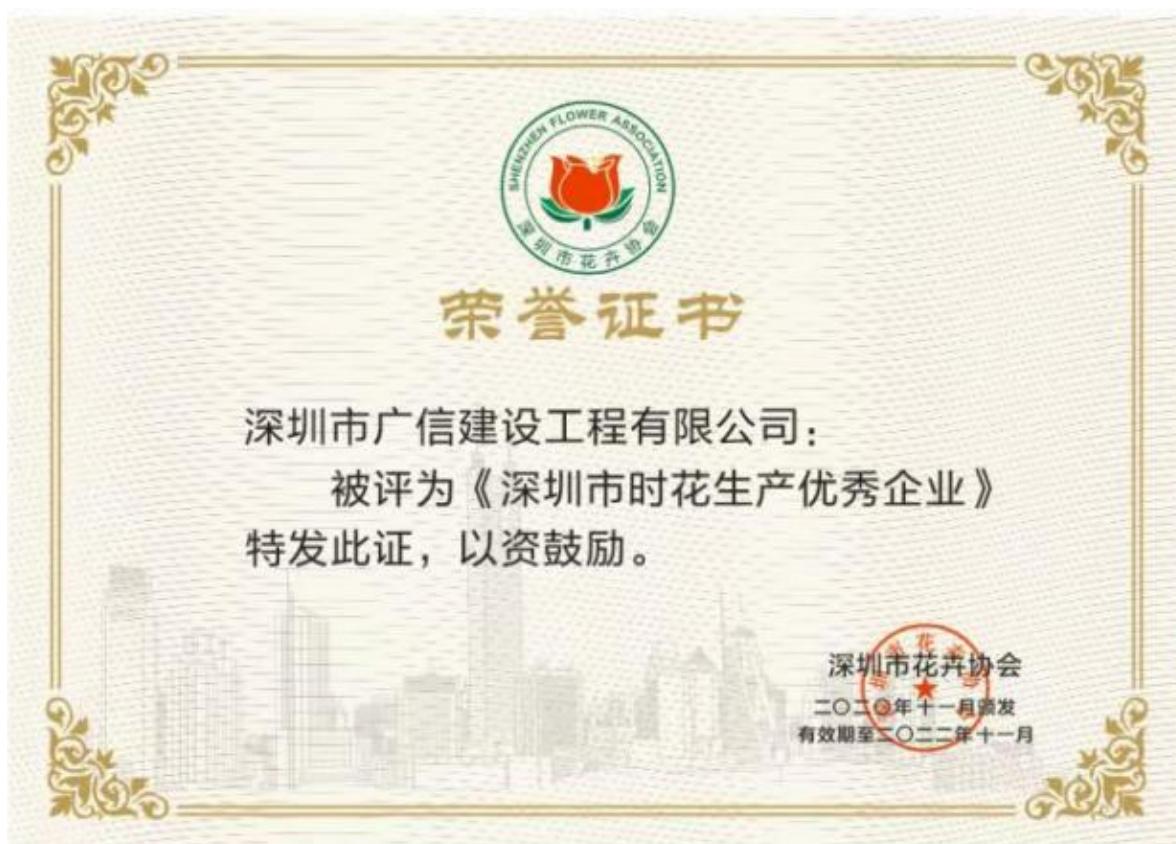 SHENZHEN FLOWER ASSOCIATION
深圳市花卉协会
荣誉证书
深圳市广信建设工程有限公司：
被评为《深圳市时花生产优秀企业》
特发此证，以资鼓励。
深圳市花卉协会
二〇二〇年十一月颁发
有效期至二〇二二年十一月